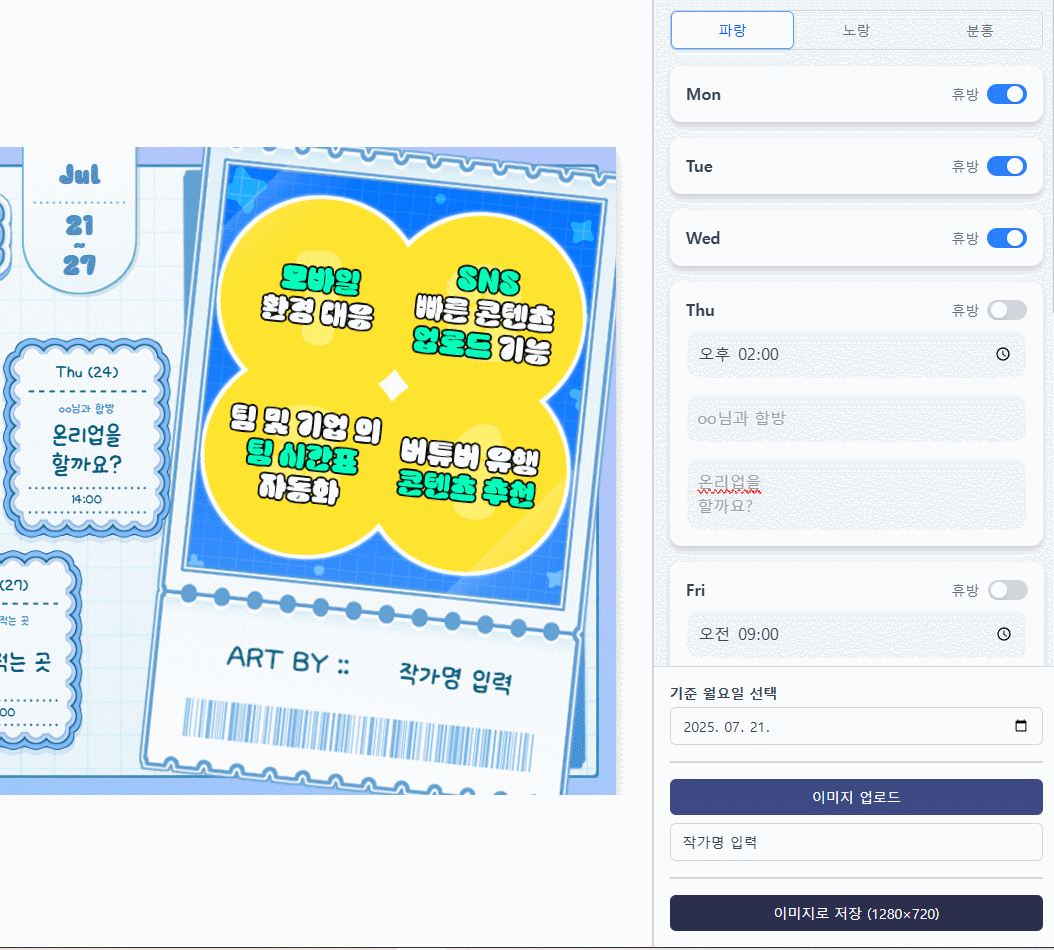 Jul
21
~
27
Thu (24)
oo님과 합방
온리업을
할까요?
14:00
(27)
적는 곳
적는 곳
00
모바일
환경 대응
SNS
빠른 콘텐츠
업로드 기능
팀 및 기업 의
팀 시간표
자동화
버튜버 유행
콘텐츠 추천
ART BY :: 작가명 입력
파랑 노랑 분홍
Mon 휴방
Tue 휴방
Wed 휴방
Thu 휴방
오후 02:00
oo님과 합방
온리업을
할까요?
Fri 휴방
오전 09:00
기준 월요일 선택
2025. 07. 21.
이미지 업로드
작가명 입력
이미지로 저장 (1280×720)